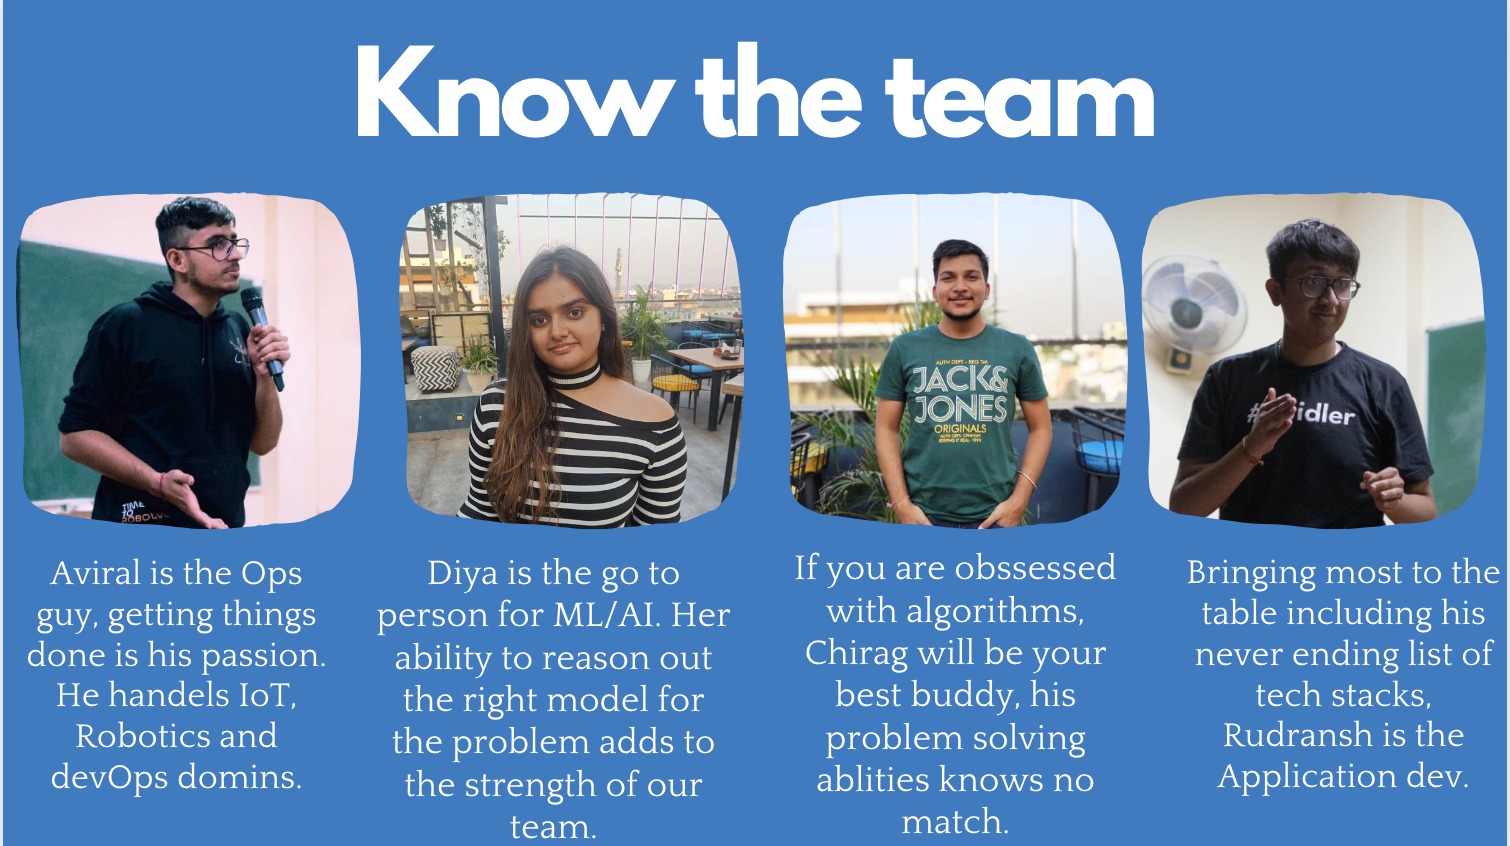 Know the team
TIME
TO
JACK&
JONES
ORIGINALS
Aviral is the Ops
guy, getting things
done is his passion.
He handels IoT,
Robotics and
devOps domins.
Diya is the go to
person for ML/AI. Her
ability to reason out
the right model for
the problem adds to
the strength of our
team.
If you are obssessed
with algorithms,
Chirag will be your
best buddy, his
problem solving
ablities knows no
match.
Bringing most to the
table including his
never ending list of
tech stacks,
Rudransh is the
Application dev.